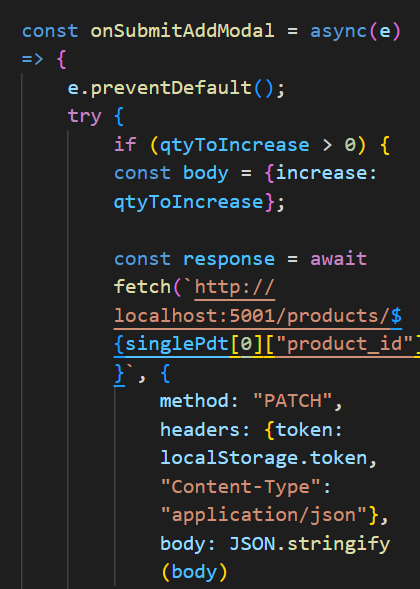 const onSubmitAddModal = async(e)
=> {
e.preventDefault();
try {
if (qtyToIncrease > 0) {
const body = {increase:
qtyToIncrease};
const response = await
fetch(`http://
localhost:5001/products/$
{singlePdt[0]["product_id"]
}`, {
method: "PATCH",
headers: {token:
localStorage.token,
"Content-Type":
"application/json"},
body: JSON.stringify
(body)